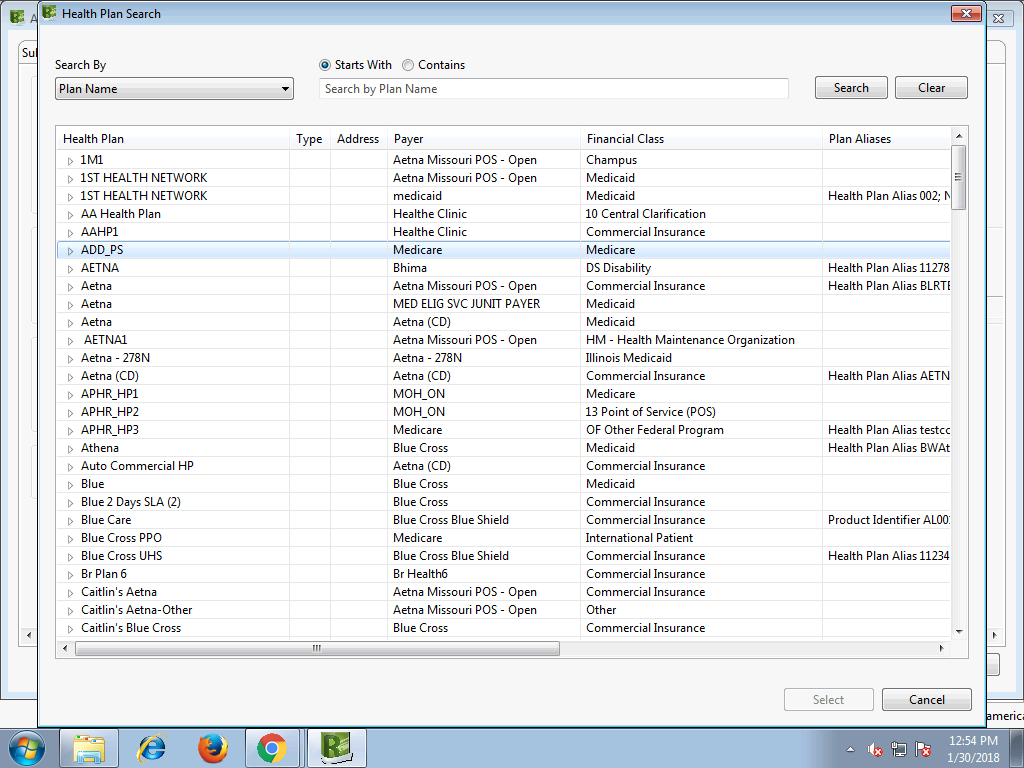 Health Plan Search
Search By
Starts With Contains
Plan Name Search by Plan Name Search Clear
Health Plan Type Address Payer Financial Class Plan Aliases
1M1 Aetna Missouri POS - Open Champus
1ST HEALTH NETWORK Aetna Missouri POS - Open Medicaid
1ST HEALTH NETWORK medicaid Medicaid Health Plan Alias 002; N
AA Health Plan Healthe Clinic 10 Central Clarification
AAHP1 Healthe Clinic Commercial Insurance
ADD_PS Medicare Medicare
AETNA Bhima DS Disability Health Plan Alias 11278
Aetna Aetna Missouri POS - Open Commercial Insurance Health Plan Alias BLRTE
Aetna MED ELIG SVC JUNIT PAYER Medicaid
Aetna Aetna (CD) Medicaid
AETNA1 Aetna Missouri POS - Open HM - Health Maintenance Organization
Aetna - 278N Aetna - 278N Illinois Medicaid
Aetna (CD) Aetna (CD) Commercial Insurance Health Plan Alias AETN
APHR_HP1 MOH_ON Medicare
APHR_HP2 MOH_ON 13 Point of Service (POS)
APHR_HP3 Medicare OF Other Federal Program Health Plan Alias testcc
Athena Blue Cross Medicaid Health Plan Alias BWAt
Auto Commercial HP Aetna (CD) Commercial Insurance
Blue Blue Cross Medicaid
Blue 2 Days SLA (2) Blue Cross Commercial Insurance
Blue Care Blue Cross Blue Shield Commercial Insurance Product Identifier AL00
Blue Cross PPO Medicare International Patient
Blue Cross UHS Blue Cross Blue Shield Commercial Insurance Health Plan Alias 11234
Br Plan 6 Br Health6 Commercial Insurance
Caitlin's Aetna Aetna Missouri POS - Open Commercial Insurance
Caitlin's Aetna-Other Aetna Missouri POS - Open Other
Caitlin's Blue Cross Blue Cross Commercial Insurance
Select Cancel
america
12:54 PM
1/30/2018